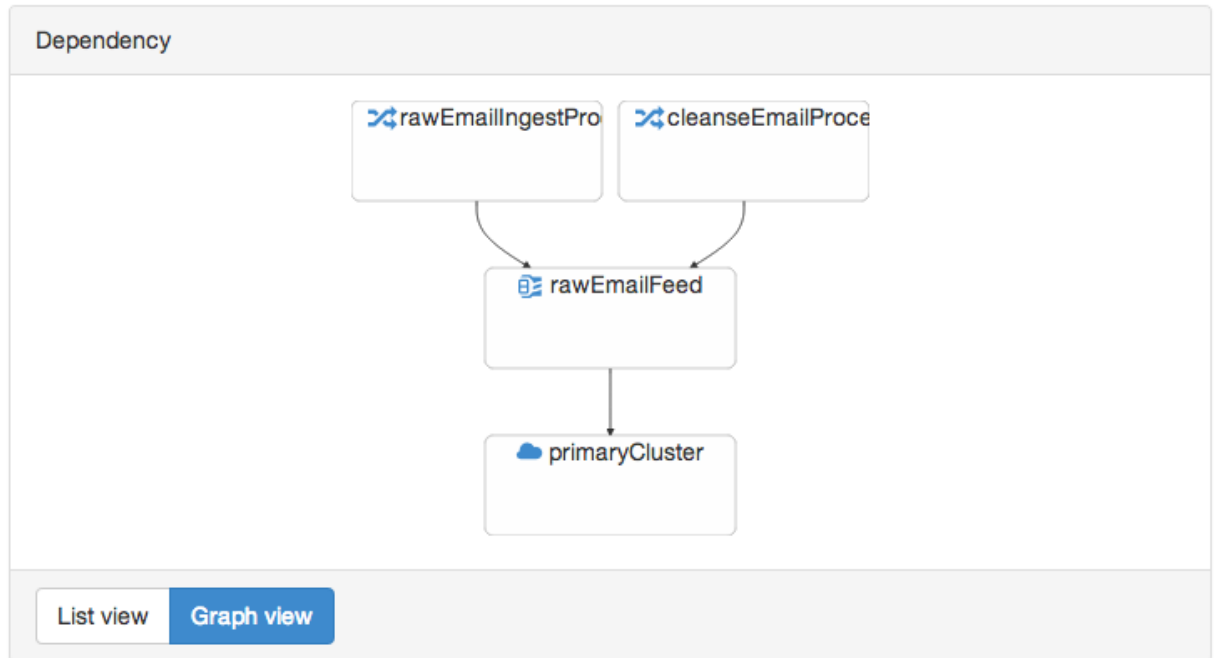 Dependency
rawEmailIngestPro
cleanseEmailProce
rawEmailFeed
primaryCluster
List view
Graph view